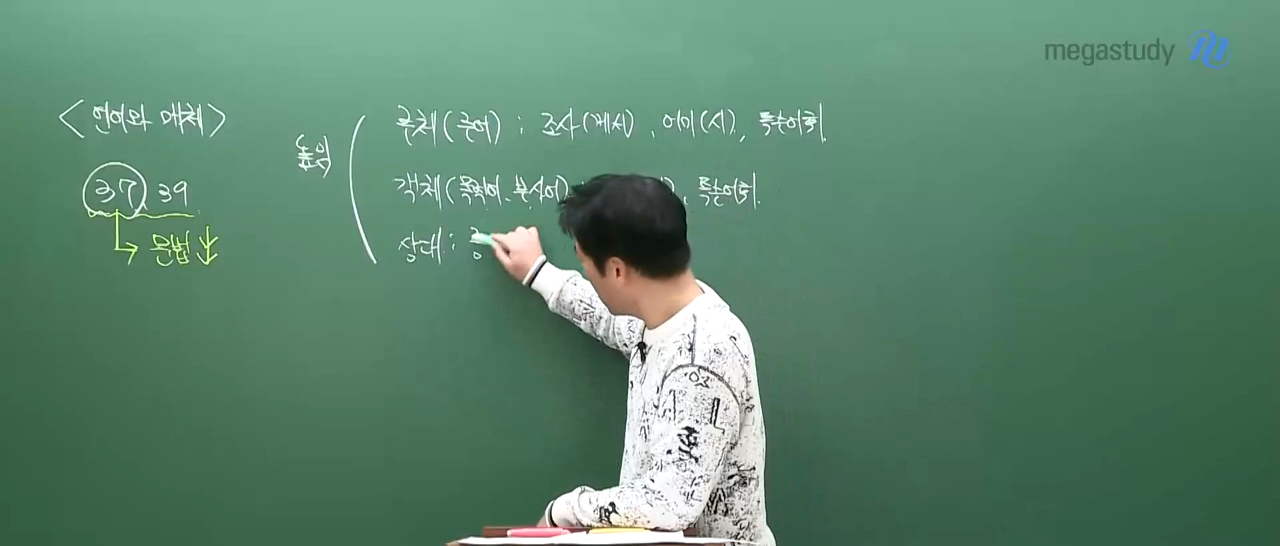 megastudy
<언어와 매체>
37, 39
문법↓
높임
주체(주어) : 조사(께서), 어미(시), 특수어휘
객체(목적어, 부사어) : ), 특수어휘
상대 :